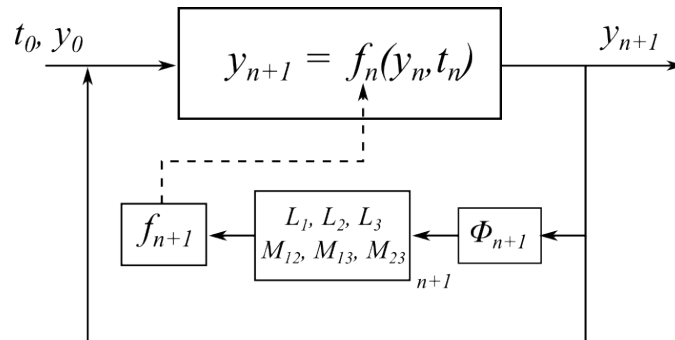 t₀, y₀
yₙ₊₁
yₙ₊₁ = fₙ(yₙ,tₙ)
fₙ₊₁
L₁, L₂, L₃
M₁₂, M₁₃, M₂₃
n+1
Φₙ₊₁